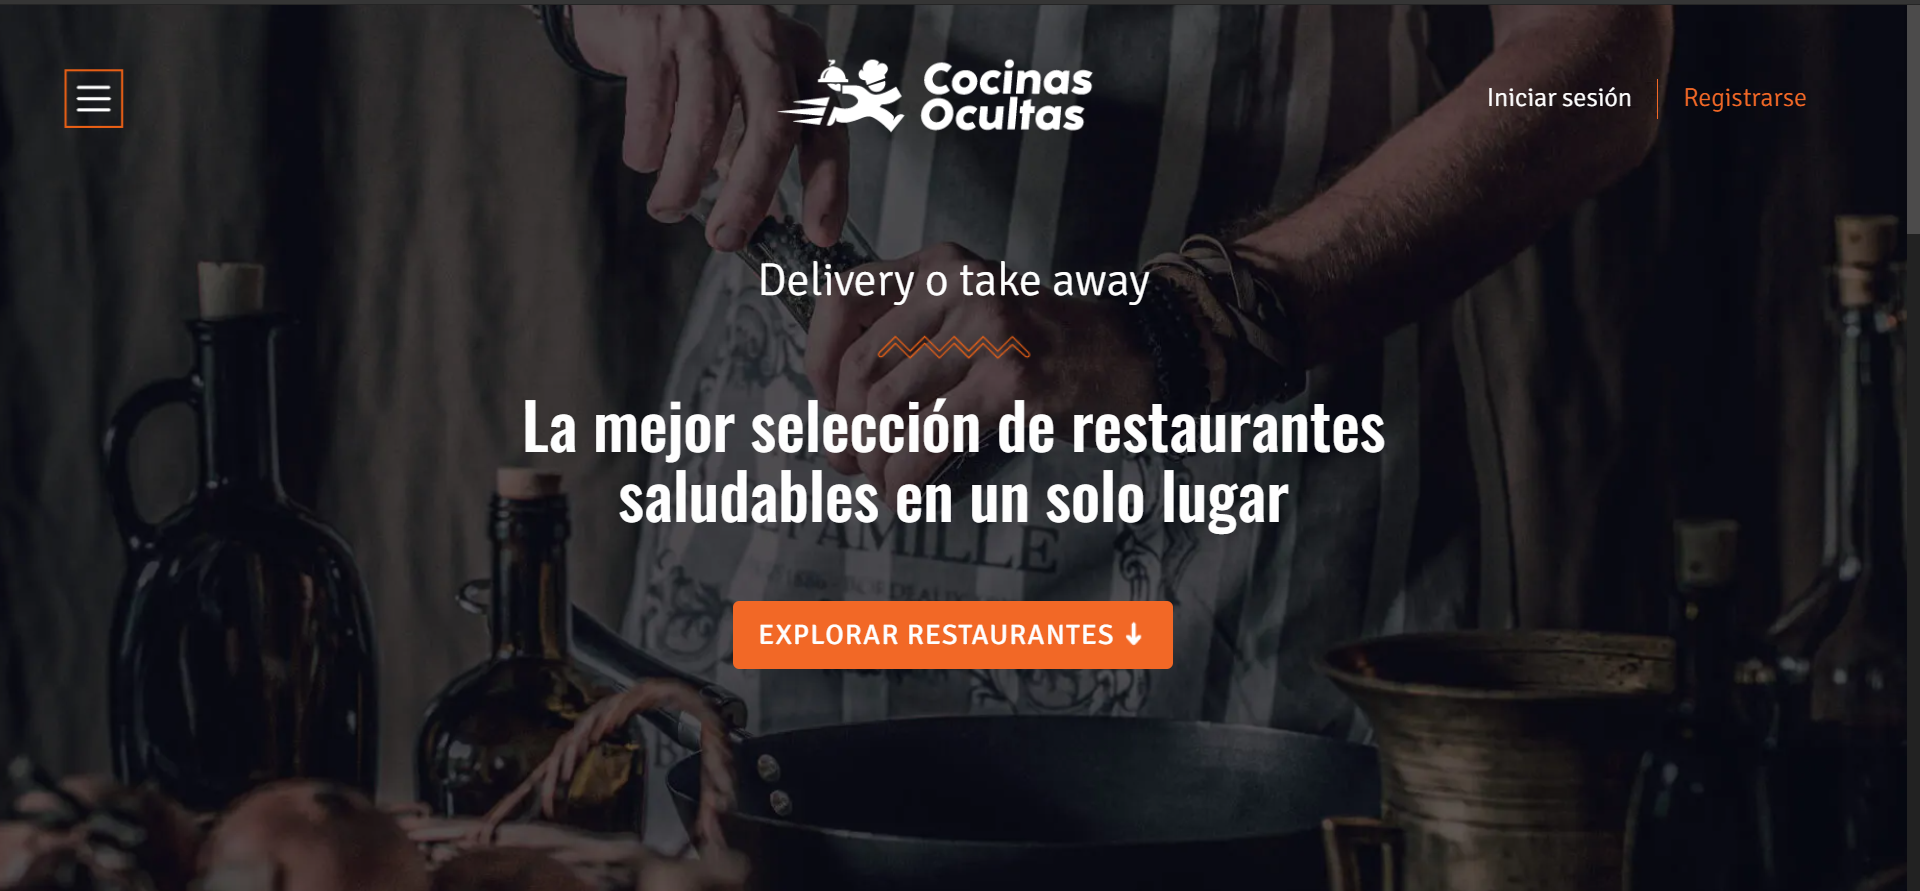 Cocinas
Ocultas
Iniciar sesión
Registrarse
Delivery o take away
La mejor selección de restaurantes
saludables en un solo lugar
FAMILLE
EXPLORAR RESTAURANTES